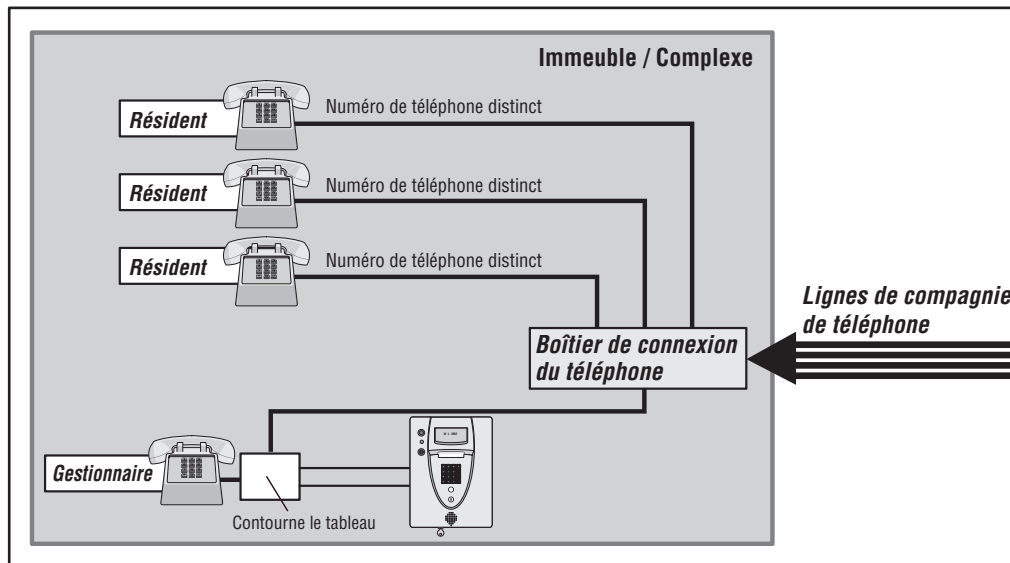 Immeuble / Complexe
Résident
Numéro de téléphone distinct
Résident
Numéro de téléphone distinct
Résident
Numéro de téléphone distinct
Lignes de compagnie
de téléphone
Boîtier de connexion
du téléphone
Gestionnaire
Contourne le tableau